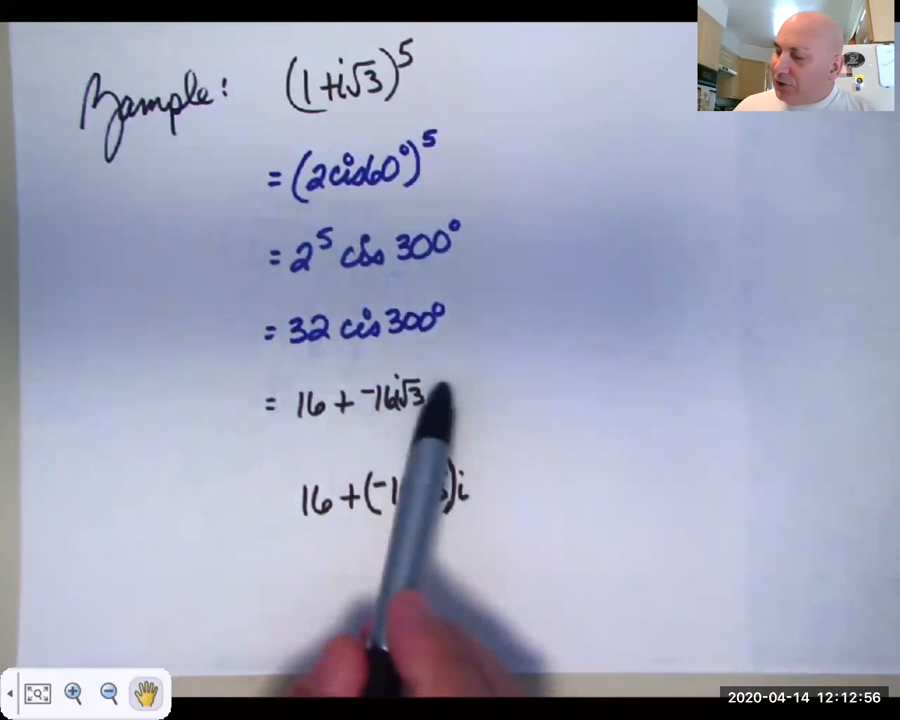 Example: (1+i√3)^5
= (2cis60°)^5
= 2^5 cis 300°
= 32 cis 300°
= 16 + -16i√3
16 + (-1 )i
2020-04-14 12:12:56